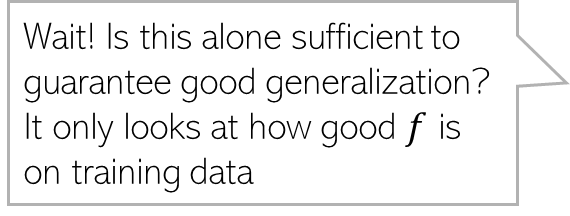 Wait! Is this alone sufficient to
guarantee good generalization?
It only looks at how good f is
on training data